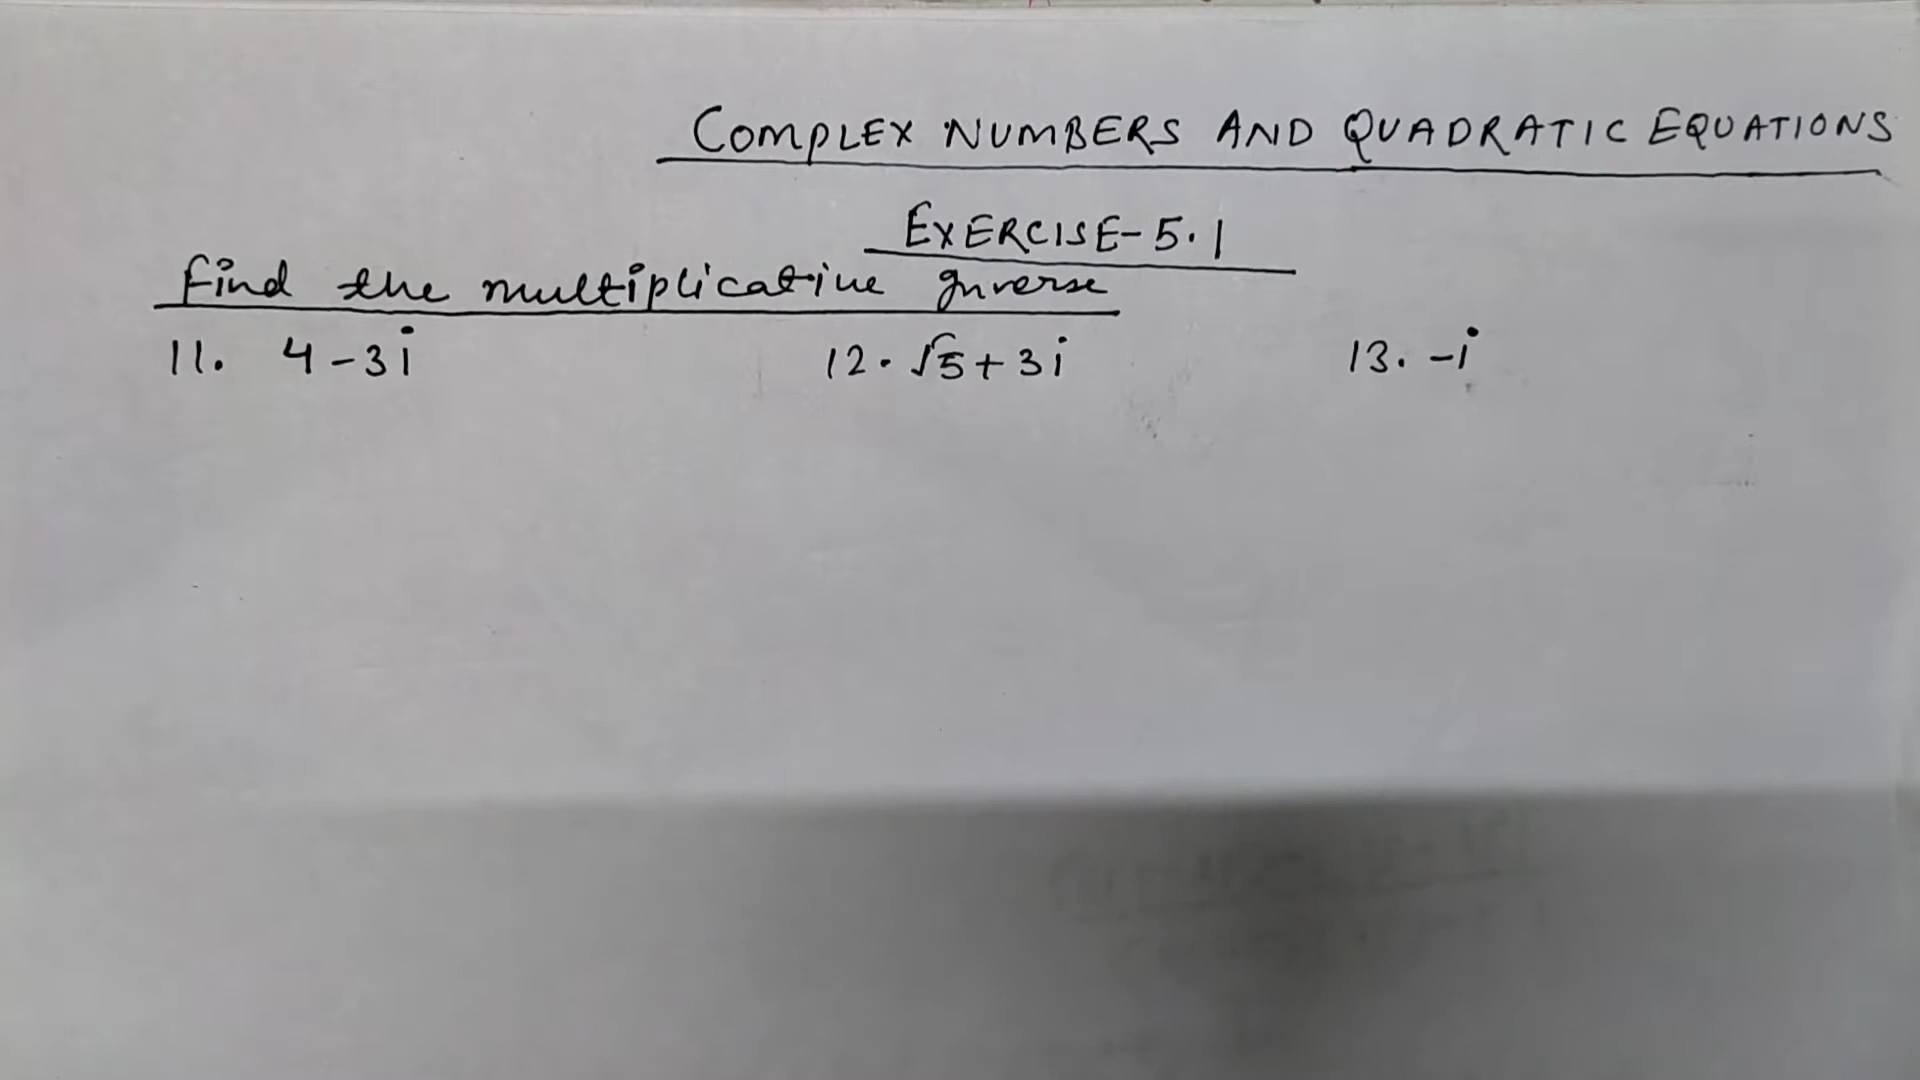 COMPLEX NUMBERS AND QUADRATIC EQUATIONS
EXERCISE-5.1
Find the multiplicative Inverse
11. 4-3i 12. √5+3i 13. -i